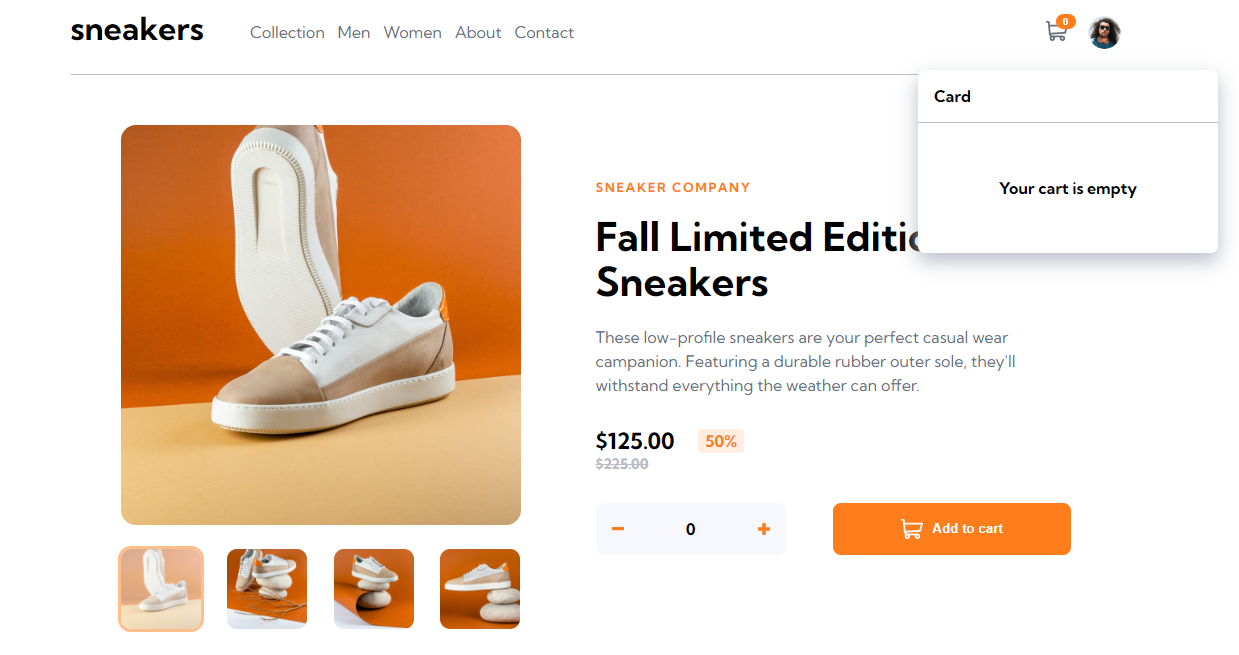 sneakers Collection Men Women About Contact 0
Card
Your cart is empty
SNEAKER COMPANY
Fall Limited Editic
Sneakers
These low-profile sneakers are your perfect casual wear
campanion. Featuring a durable rubber outer sole, they'll
withstand everything the weather can offer.
$125.00 50%
$225.00
0 Add to cart